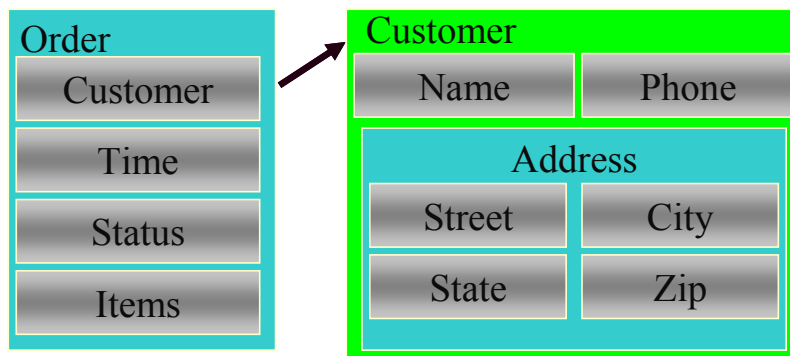 Order
Customer
Time
Status
Items
Customer
Name Phone
Address
Street City
State Zip